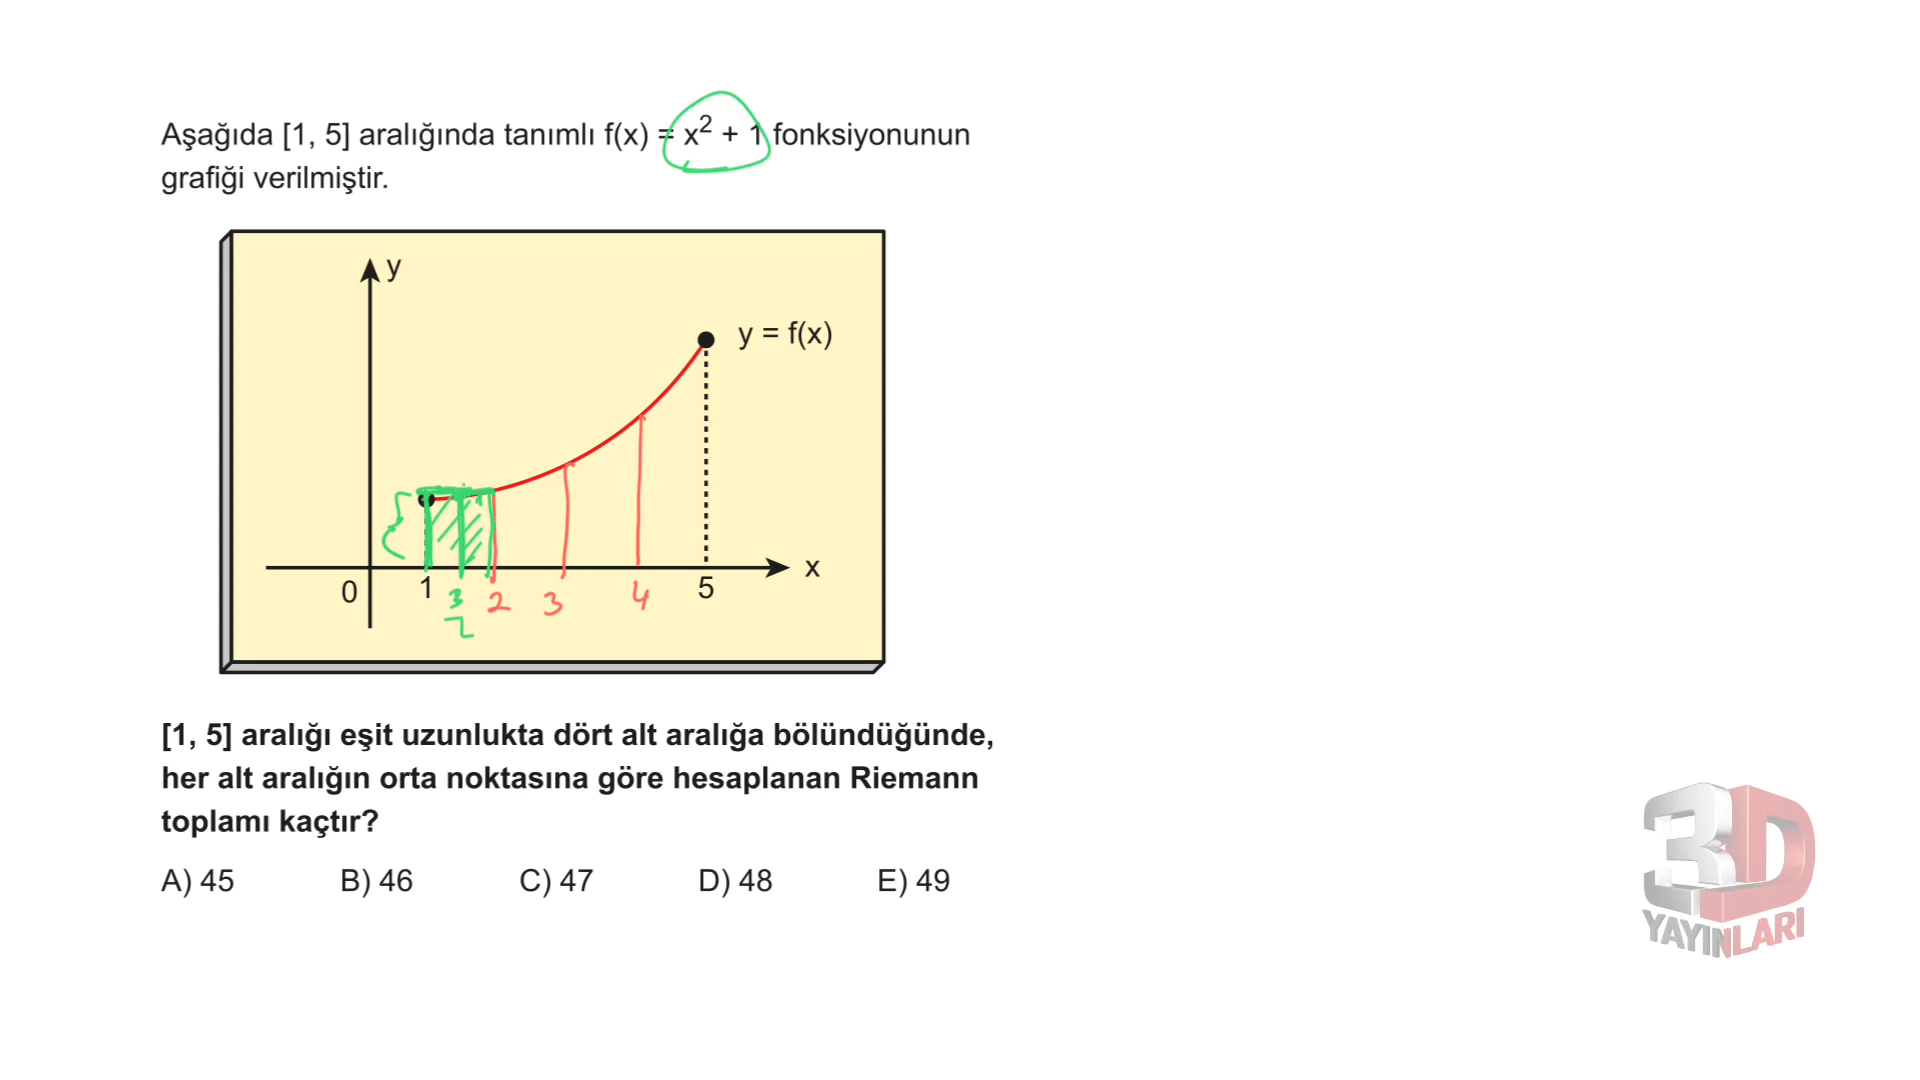 Aşağıda [1, 5] aralığında tanımlı f(x) = x² + 1 fonksiyonunun
grafiği verilmiştir.
y
y = f(x)
x
0 1 3/2 2 3 4 5
[1, 5] aralığı eşit uzunlukta dört alt aralığa bölündüğünde,
her alt aralığın orta noktasına göre hesaplanan Riemann
toplamı kaçtır?
A) 45 B) 46 C) 47 D) 48 E) 49
3D
YAYINLARI